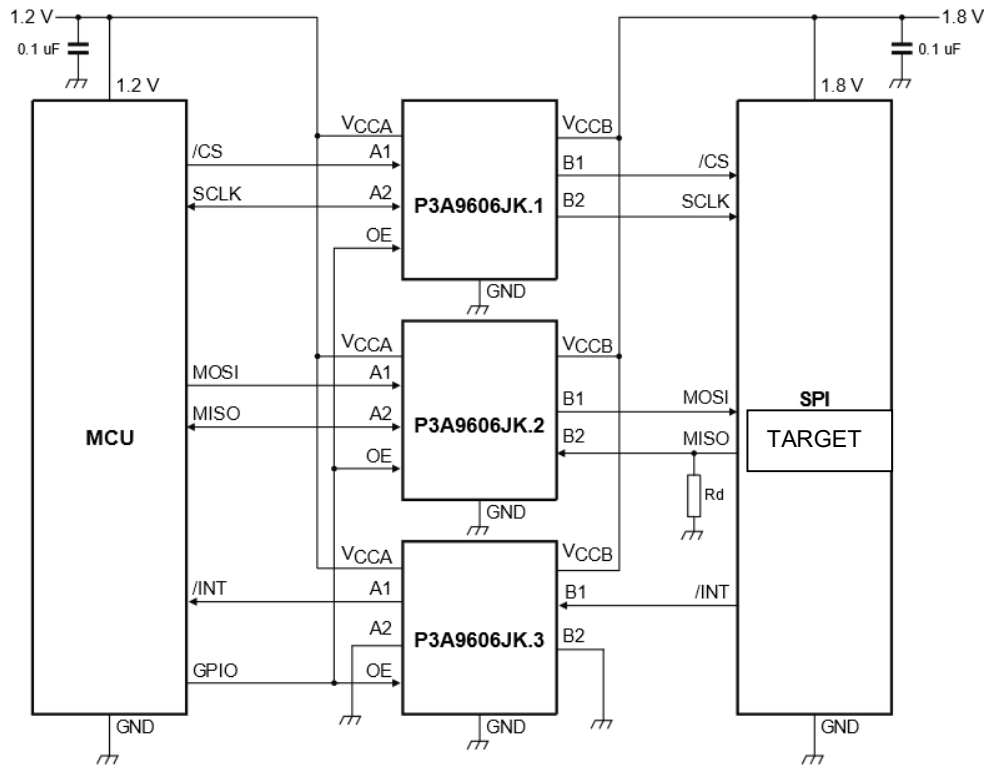 1.2 V
1.8 V
0.1 uF
0.1 uF
1.2 V
1.8 V
VCCA
VCCB
/CS
A1
B1
/CS
SCLK
A2
P3A9606JK.1
B2
SCLK
OE
GND
VCCA
VCCB
MOSI
A1
B1
MOSI
SPI
MCU
MISO
A2
P3A9606JK.2
B2
MISO
TARGET
OE
Rd
GND
VCCA
VCCB
/INT
A1
B1
/INT
A2
P3A9606JK.3
B2
GPIO
OE
GND
GND
GND